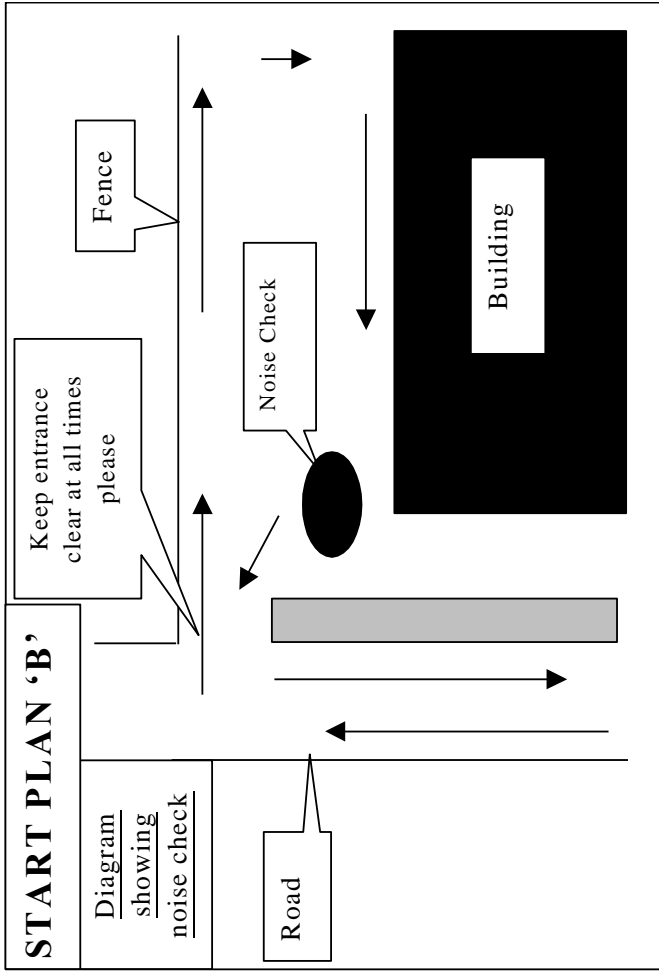 START PLAN ‘B’
Diagram
showing
noise check
Keep entrance
clear at all times
please
Fence
Noise Check
Road
Building